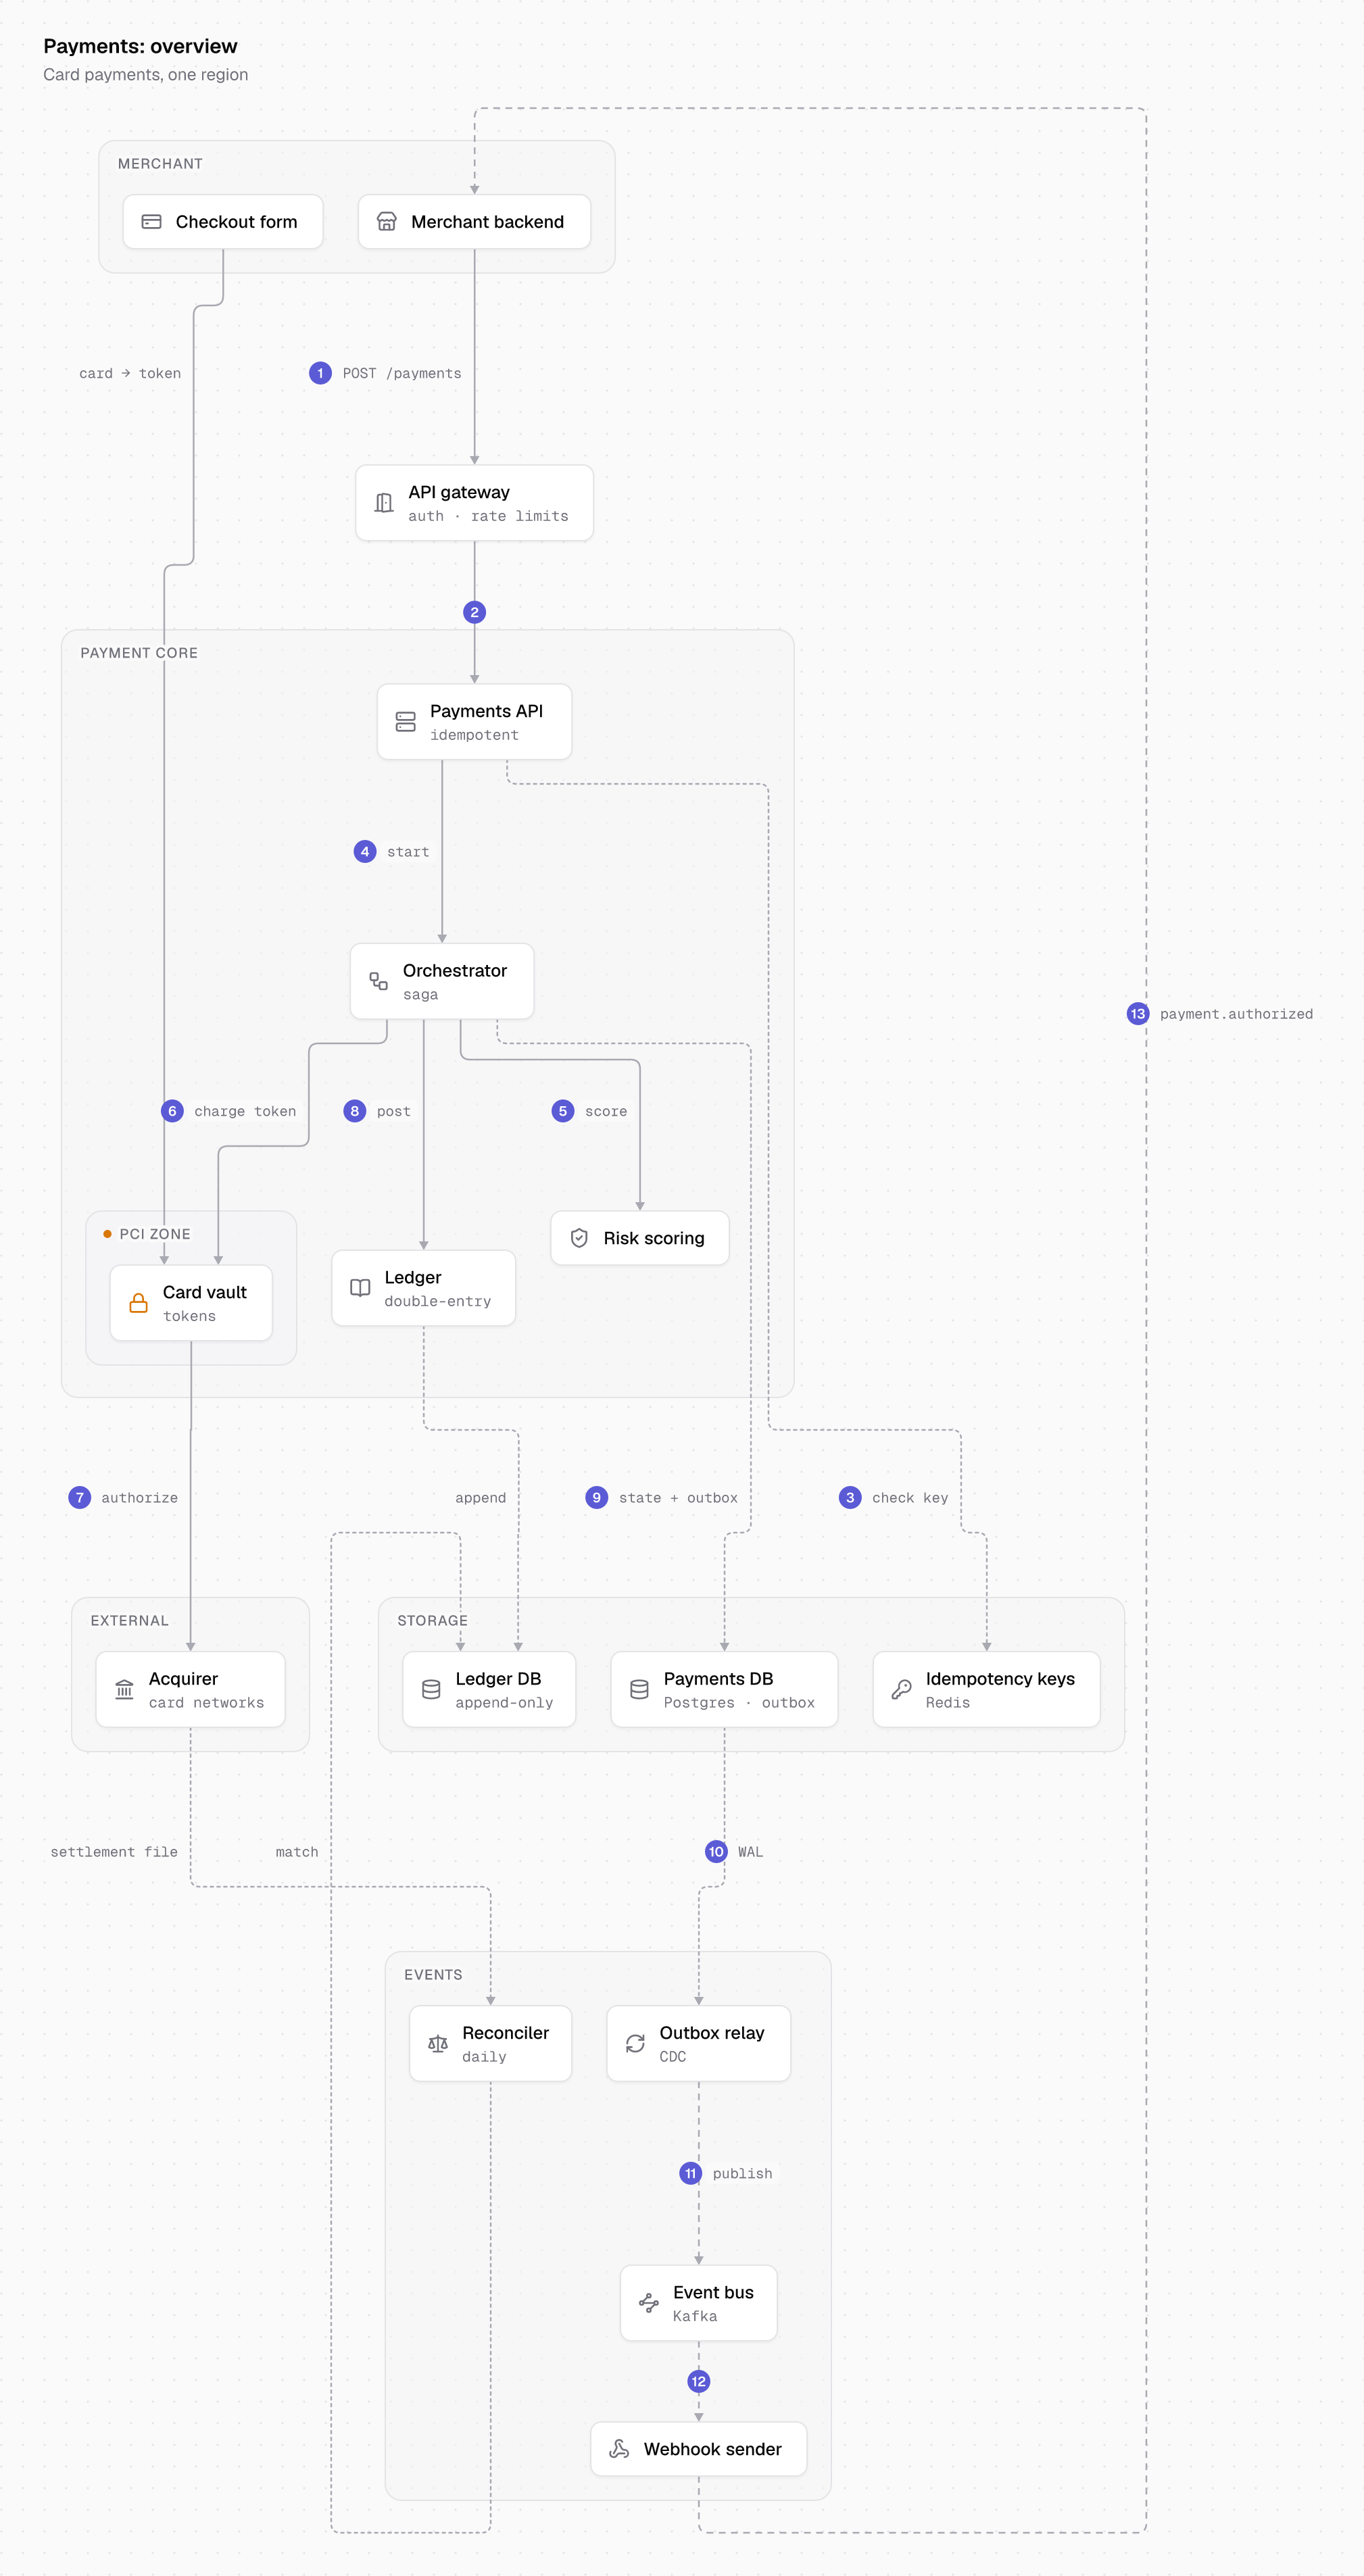 Payments: overview
Card payments, one region
MERCHANT
Checkout form
Merchant backend
card → token
1 POST /payments
API gateway
auth · rate limits
2
PAYMENT CORE
Payments API
idempotent
4 start
Orchestrator
saga
13 payment.authorized
6 charge token
8 post
5 score
PCI ZONE
Card vault
tokens
Ledger
double-entry
Risk scoring
7 authorize
append
9 state + outbox
3 check key
EXTERNAL
Acquirer
card networks
STORAGE
Ledger DB
append-only
Payments DB
Postgres · outbox
Idempotency keys
Redis
settlement file
match
10 WAL
EVENTS
Reconciler
daily
Outbox relay
CDC
11 publish
Event bus
Kafka
12
Webhook sender